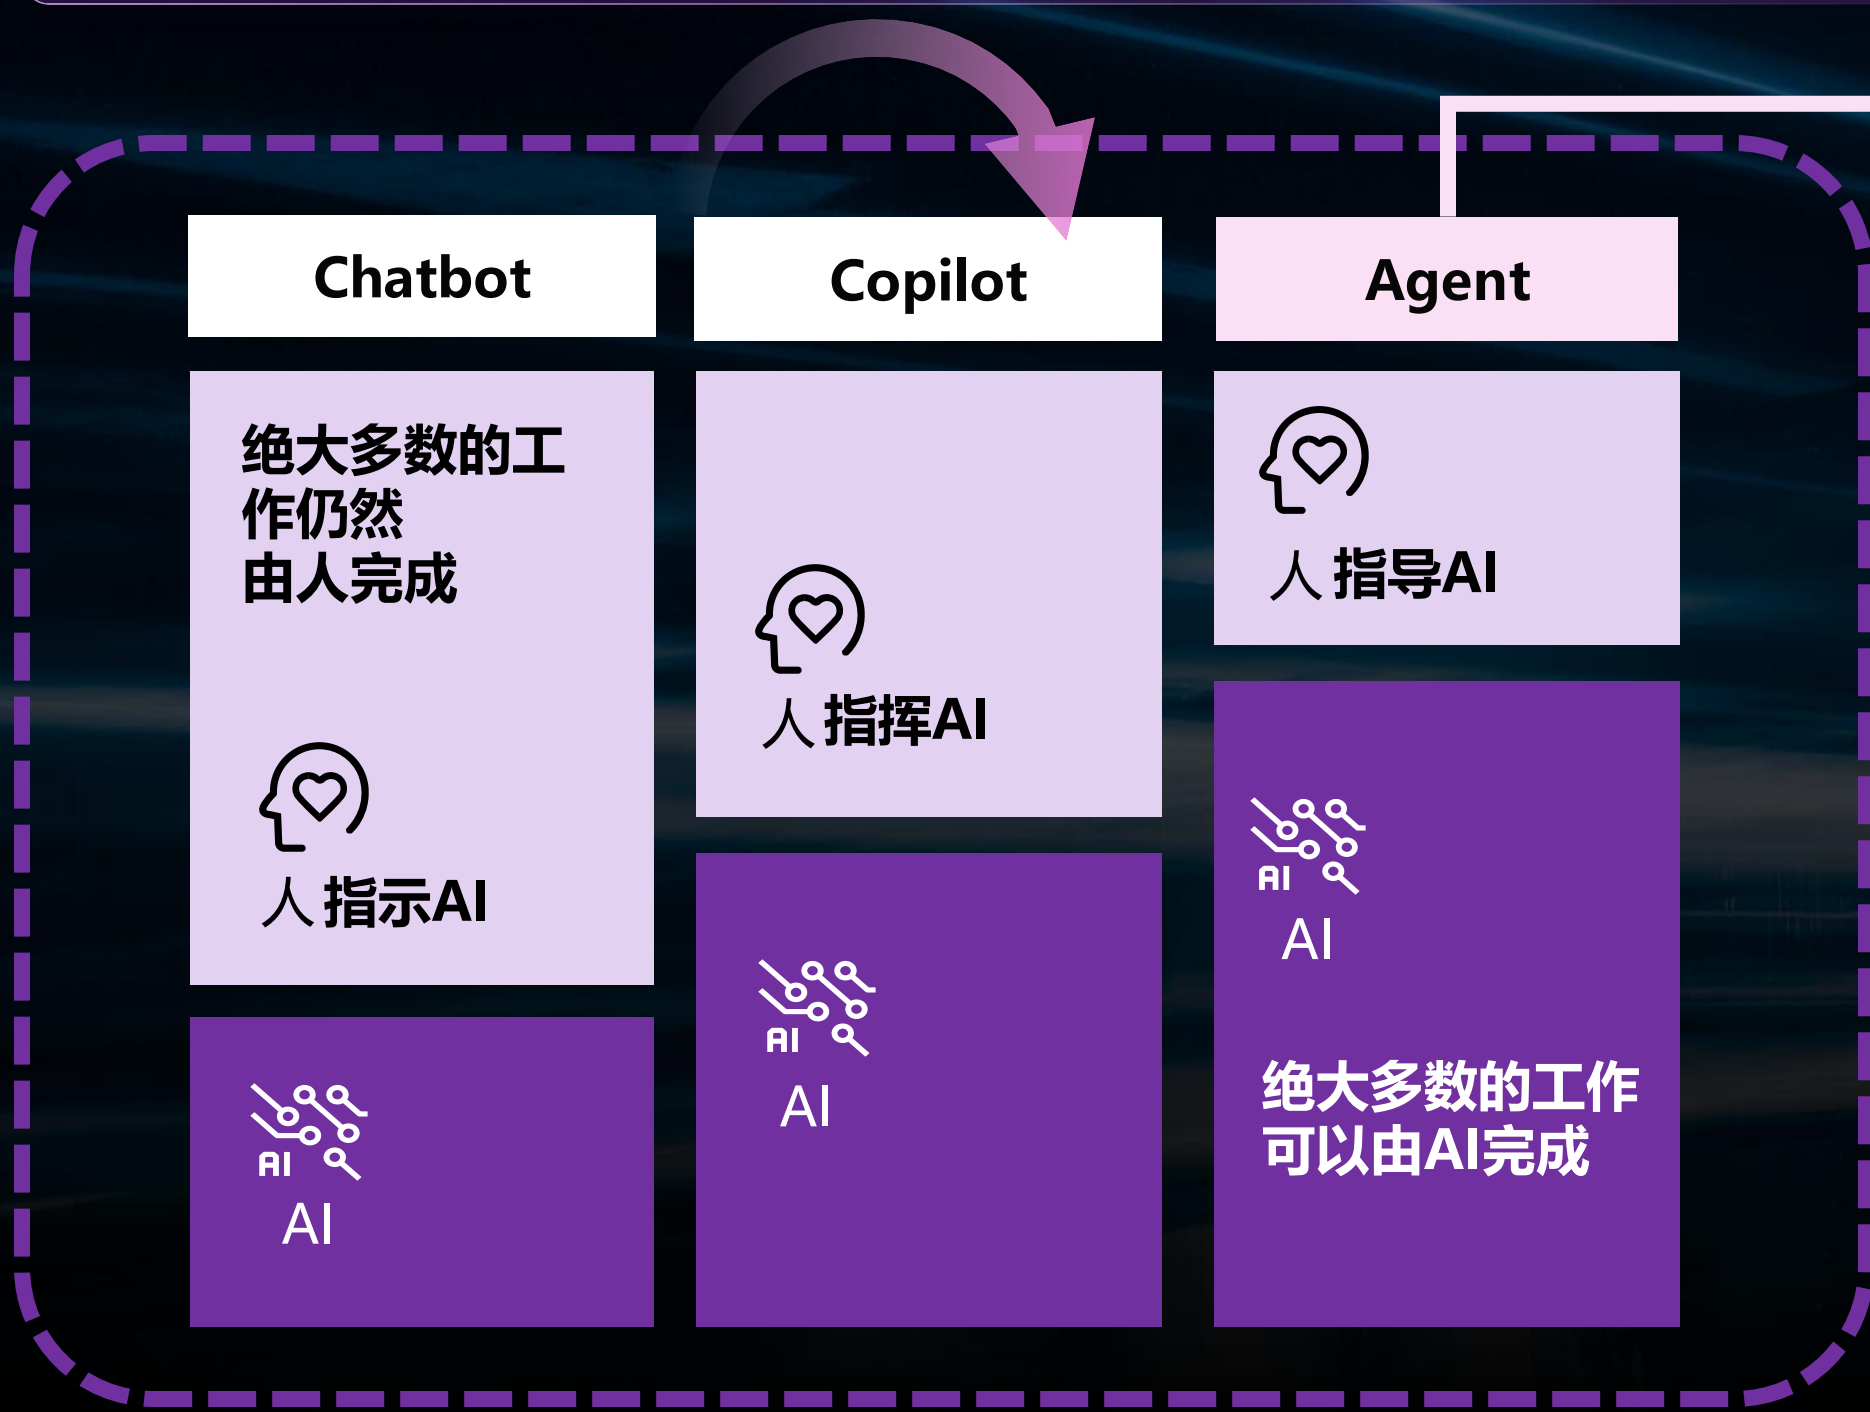 Chatbot
绝大多数的工
作仍然
由人完成
人 指示AI
AI
AI
Copilot
人 指挥AI
AI
AI
Agent
人 指导AI
AI
AI
绝大多数的工作
可以由AI完成